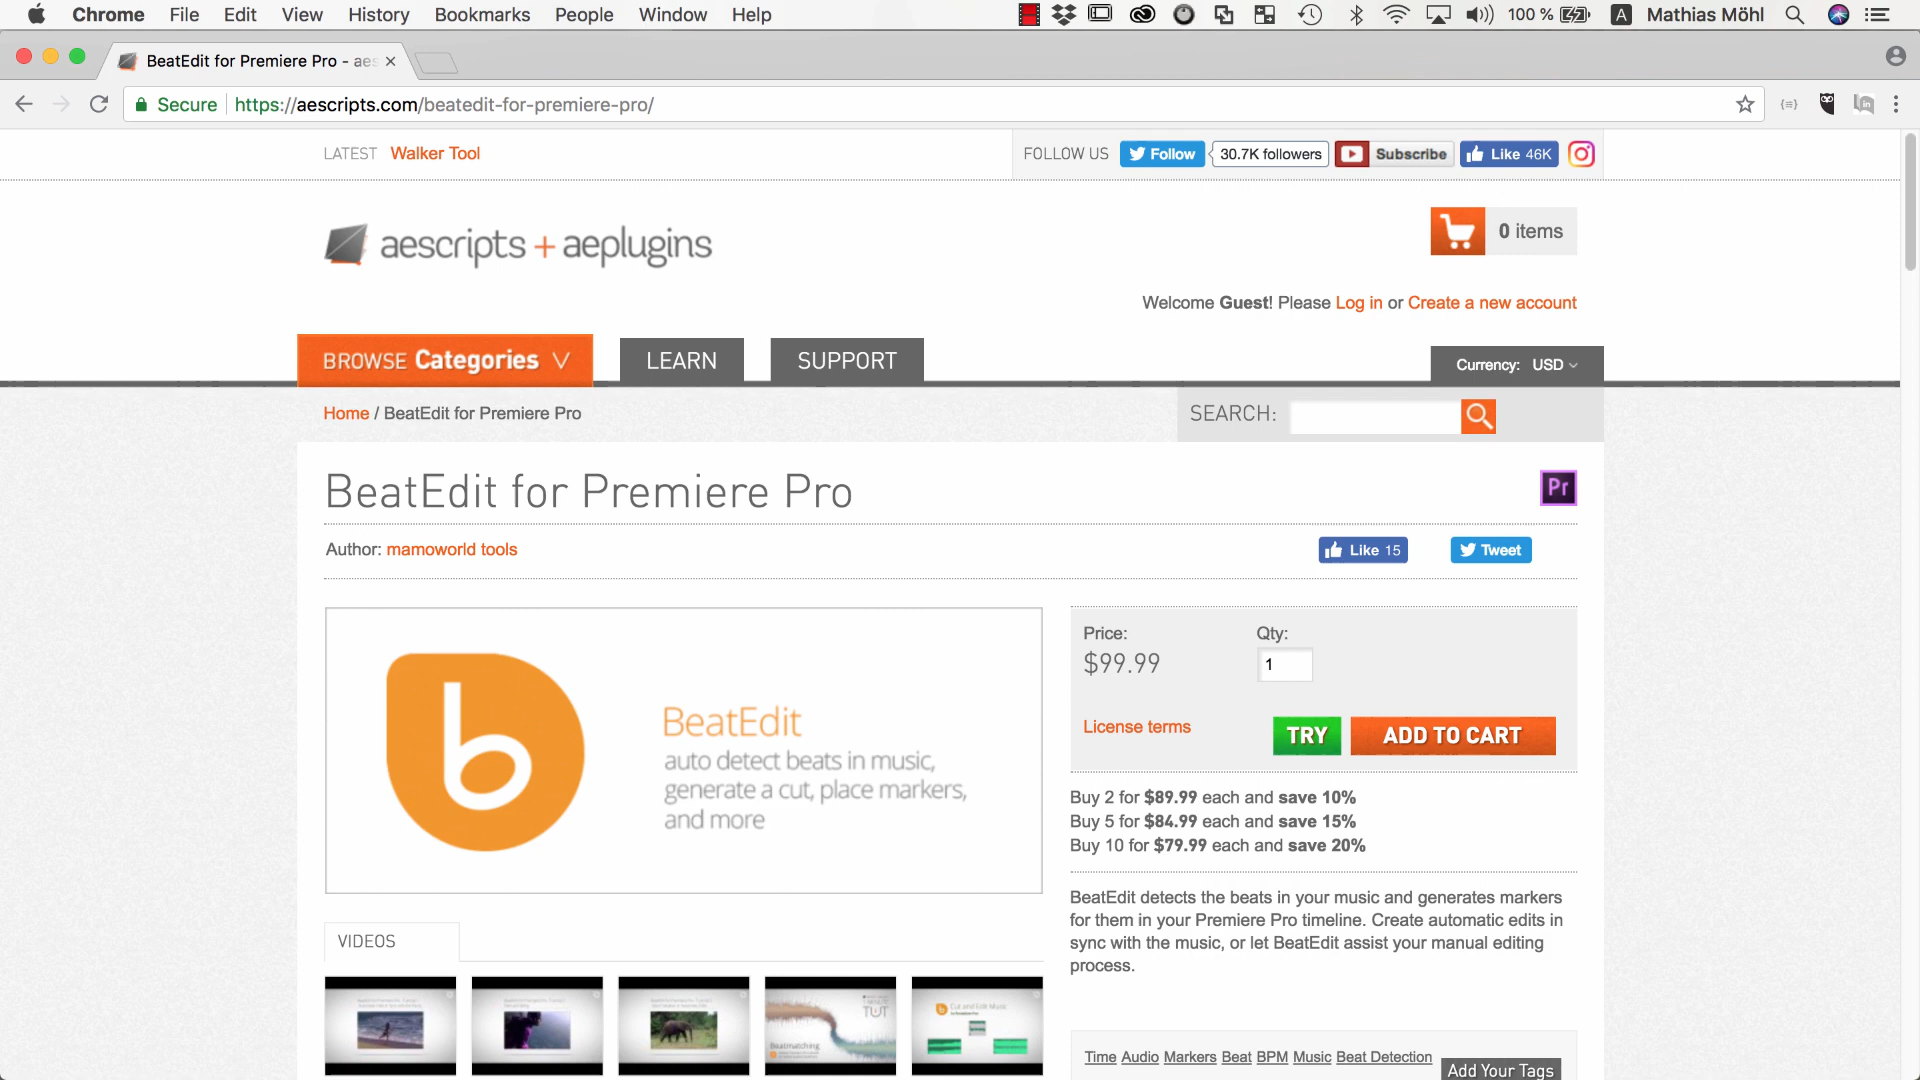 Chrome File Edit View History Bookmarks People Window Help 100 % A Mathias Möhl
BeatEdit for Premiere Pro - aes
Secure https://aescripts.com/beatedit-for-premiere-pro/
LATEST Walker Tool
FOLLOW US Follow 30.7K followers Subscribe Like 46K
aescripts + aeplugins
0 items
Welcome Guest! Please Log in or Create a new account
BROWSE Categories LEARN SUPPORT
Currency: USD
Home / BeatEdit for Premiere Pro
SEARCH:
BeatEdit for Premiere Pro
Pr
Author: mamoworld tools
Like 15 Tweet
b
BeatEdit
auto detect beats in music,
generate a cut, place markers,
and more
Price: Qty:
$99.99 1
License terms TRY ADD TO CART
Buy 2 for $89.99 each and save 10%
Buy 5 for $84.99 each and save 15%
Buy 10 for $79.99 each and save 20%
BeatEdit detects the beats in your music and generates markers
for them in your Premiere Pro timeline. Create automatic edits in
sync with the music, or let BeatEdit assist your manual editing
process.
VIDEOS
TUT
Beatmatching
Cut and Edit Music
Time Audio Markers Beat BPM Music Beat Detection
Add Your Tags